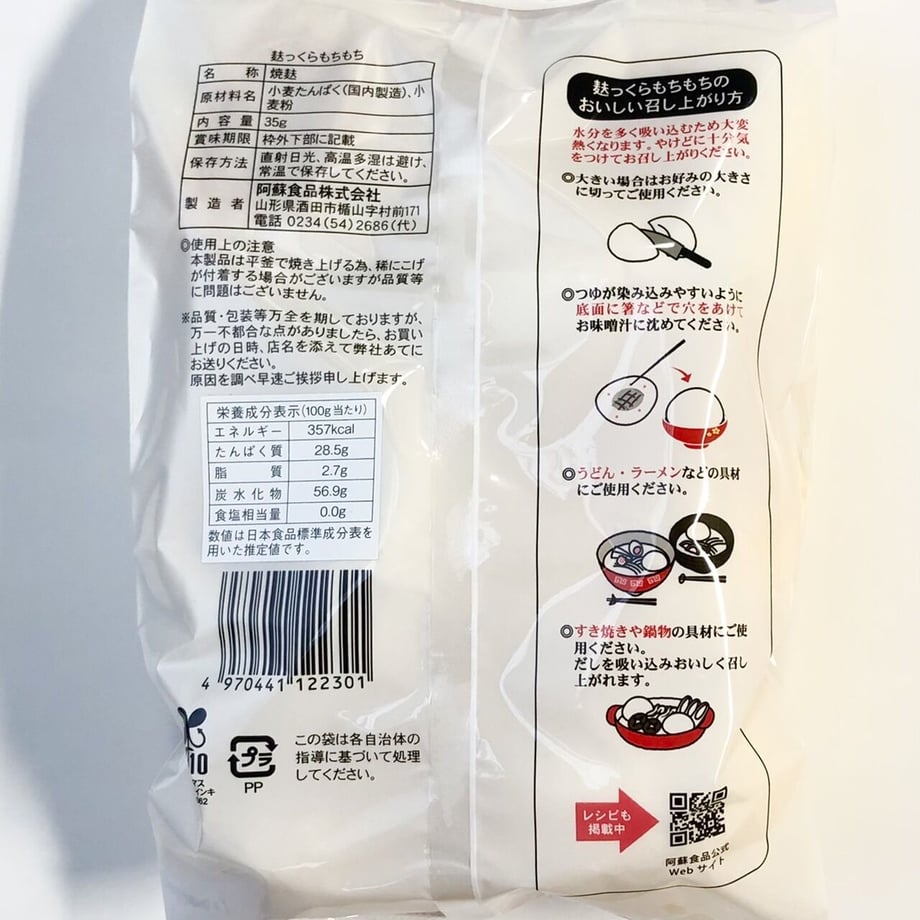 麩っくらもちもち
名称 焼麩
原材料名 小麦たんぱく(国内製造)、小
麦粉
内容量 35g
賞味期限 枠外下部に記載
保存方法 直射日光、高温多湿は避け、
常温で保存してください。
製造者 阿蘇食品株式会社
山形県酒田市楯山字村前171
電話 0234(54)2686(代)
◎使用上の注意
本製品は平釜で焼き上げる為、稀にこげ
が付着する場合がございますが品質等
に問題はございません。
※品質・包装等万全を期しておりますが、
万一不都合な点がありましたら、お買い
上げの日時、店名を添えて弊社あてに
お送りください。
原因を調べ早速ご挨拶申し上げます。
栄養成分表示(100g当たり)
エネルギー 357kcal
たんぱく質 28.5g
脂質 2.7g
炭水化物 56.9g
食塩相当量 0.0g
数値は日本食品標準成分表を
用いた推定値です。
4 970441 122301
10
マス
インキ
062
プラ
PP
この袋は各自治体の
指導に基づいて処理
してください。
麩っくらもちもちの
おいしい召し上がり方
水分を多く吸い込むため大変
熱くなります。やけどに十分気
をつけてお召し上がりください。
◎大きい場合はお好みの大きさ
に切ってご使用ください。
◎つゆが染み込みやすいように
底面に箸などで穴をあけて
お味噌汁に沈めてください。
◎うどん・ラーメンなどの具材
にご使用ください。
◎すき焼きや鍋物の具材にご使
用ください。
だしを吸い込みおいしく召し
上がれます。
レシピも
掲載中
阿蘇食品公式
Webサイト